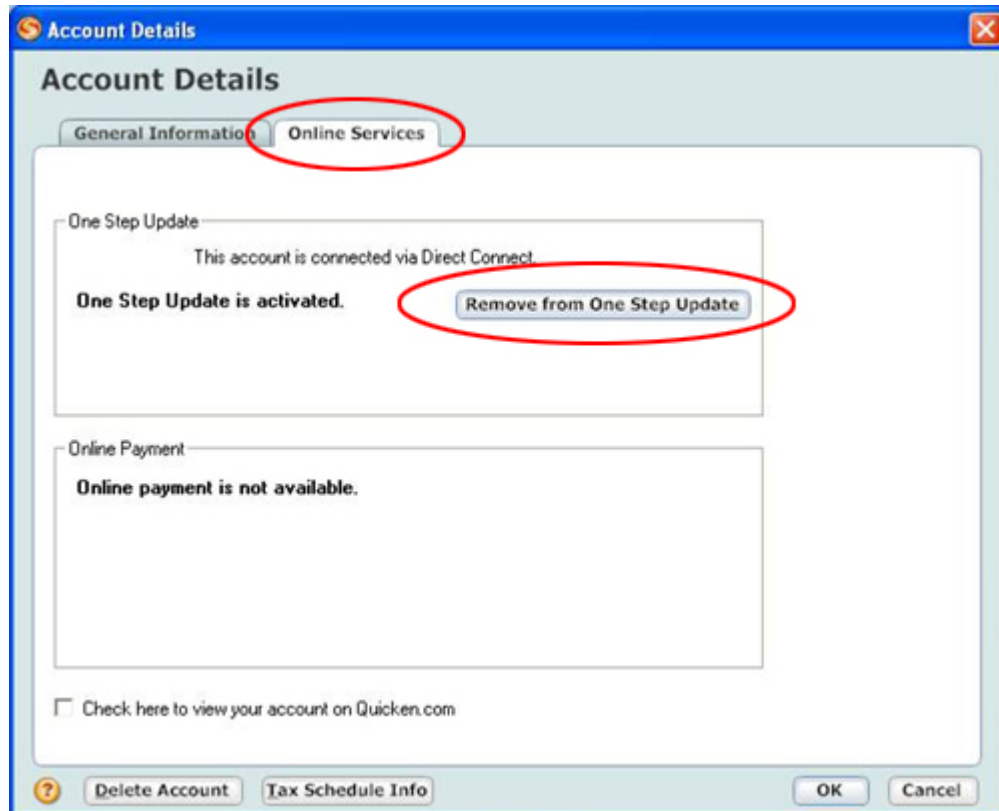 Account Details
Account Details
General Information
Online Services
One Step Update
This account is connected via Direct Connect.
One Step Update is activated.
Remove from One Step Update
Online Payment
Online payment is not available.
Check here to view your account on Quicken.com
?
Delete Account
Tax Schedule Info
OK
Cancel